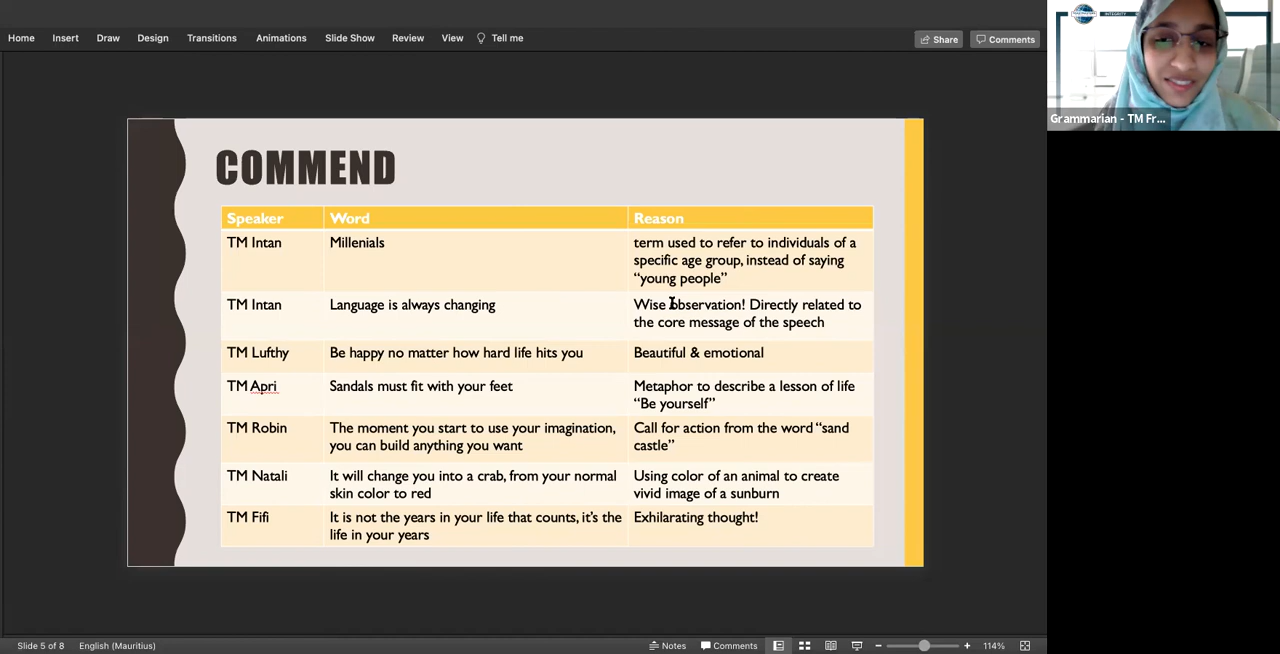 Home Insert Draw Design Transitions Animations Slide Show Review View Tell me Share Comments
INTEGRITY
Grammarian - TM Fr...
COMMEND
Speaker Word Reason
TM Intan Millenials term used to refer to individuals of a
specific age group, instead of saying
“young people”
TM Intan Language is always changing Wise observation! Directly related to
the core message of the speech
TM Lufthy Be happy no matter how hard life hits you Beautiful & emotional
TM Apri Sandals must fit with your feet Metaphor to describe a lesson of life
“Be yourself”
TM Robin The moment you start to use your imagination, Call for action from the word “sand
you can build anything you want castle”
TM Natali It will change you into a crab, from your normal Using color of an animal to create
skin color to red vivid image of a sunburn
TM Fifi It is not the years in your life that counts, it’s the Exhilarating thought!
life in your years
Slide 5 of 8 English (Mauritius) Notes Comments 114%